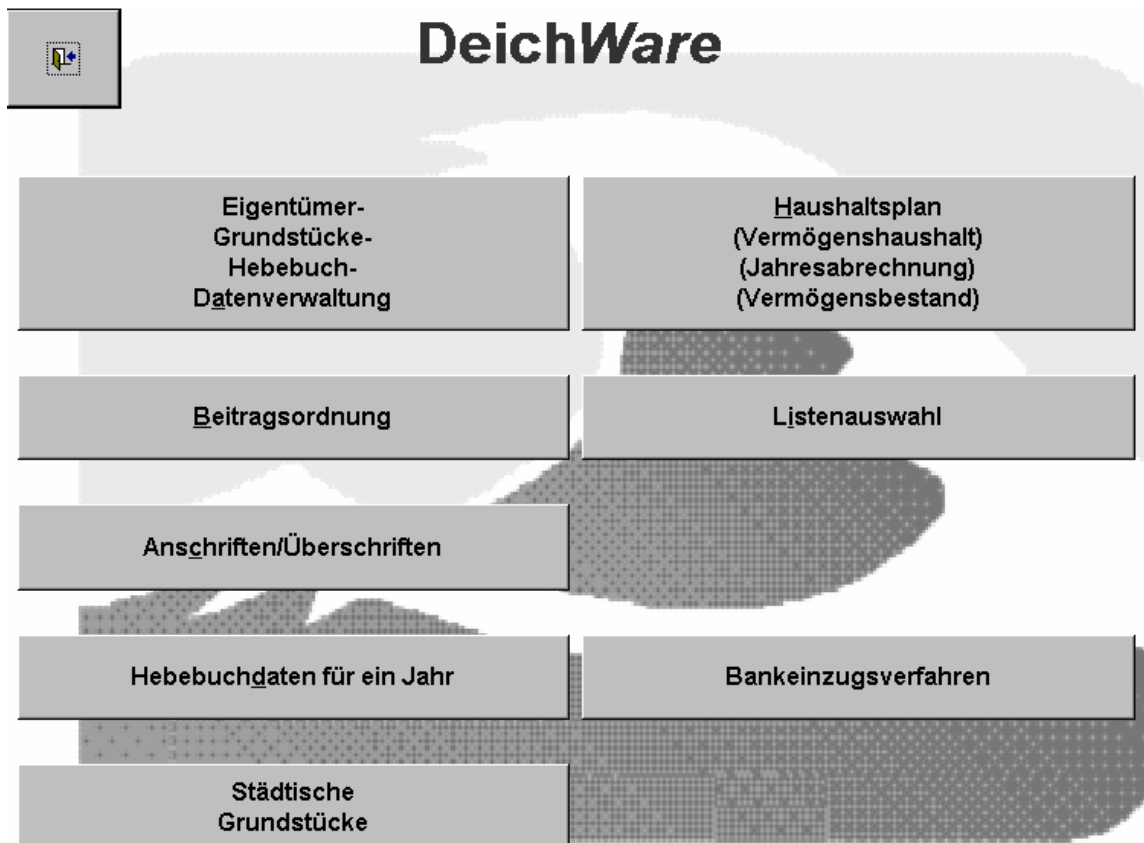 DeichWare
Eigentümer-
Grundstücke-
Hebebuch-
Datenverwaltung
Haushaltsplan
(Vermögenshaushalt)
(Jahresabrechnung)
(Vermögensbestand)
Beitragsordnung
Listenauswahl
Anschriften/Überschriften
Hebebuchdaten für ein Jahr
Bankeinzugsverfahren
Städtische
Grundstücke